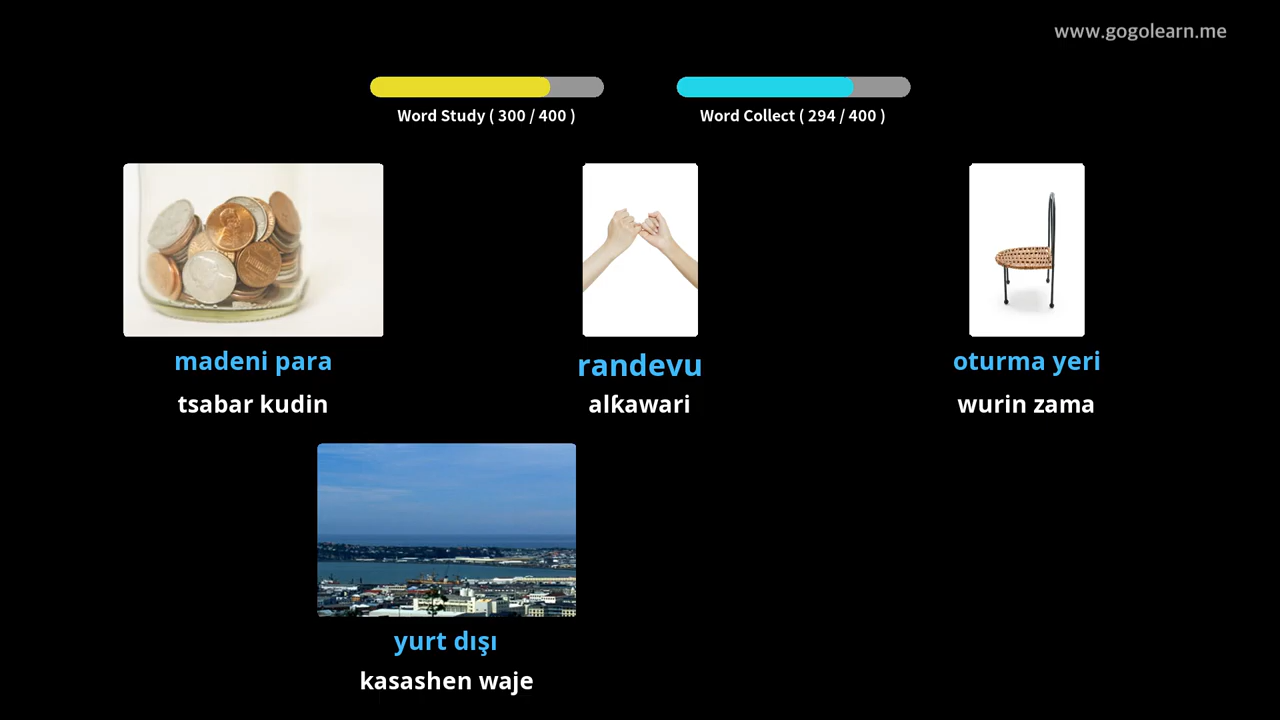 www.gogolearn.me
Word Study ( 300 / 400 )
Word Collect ( 294 / 400 )
madeni para
tsabar kudin
randevu
alƙawari
oturma yeri
wurin zama
yurt dışı
kasashen waje